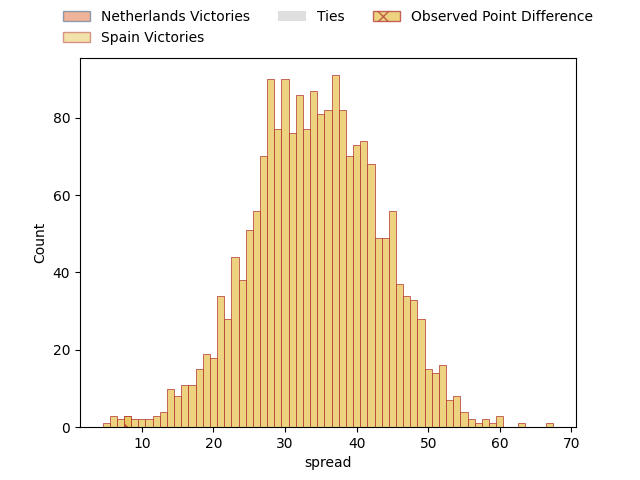 Netherlands Victories
Ties
Observed Point Difference
Spain Victories
80
60
40
20
0
Count
10
20
30
40
50
60
70
spread